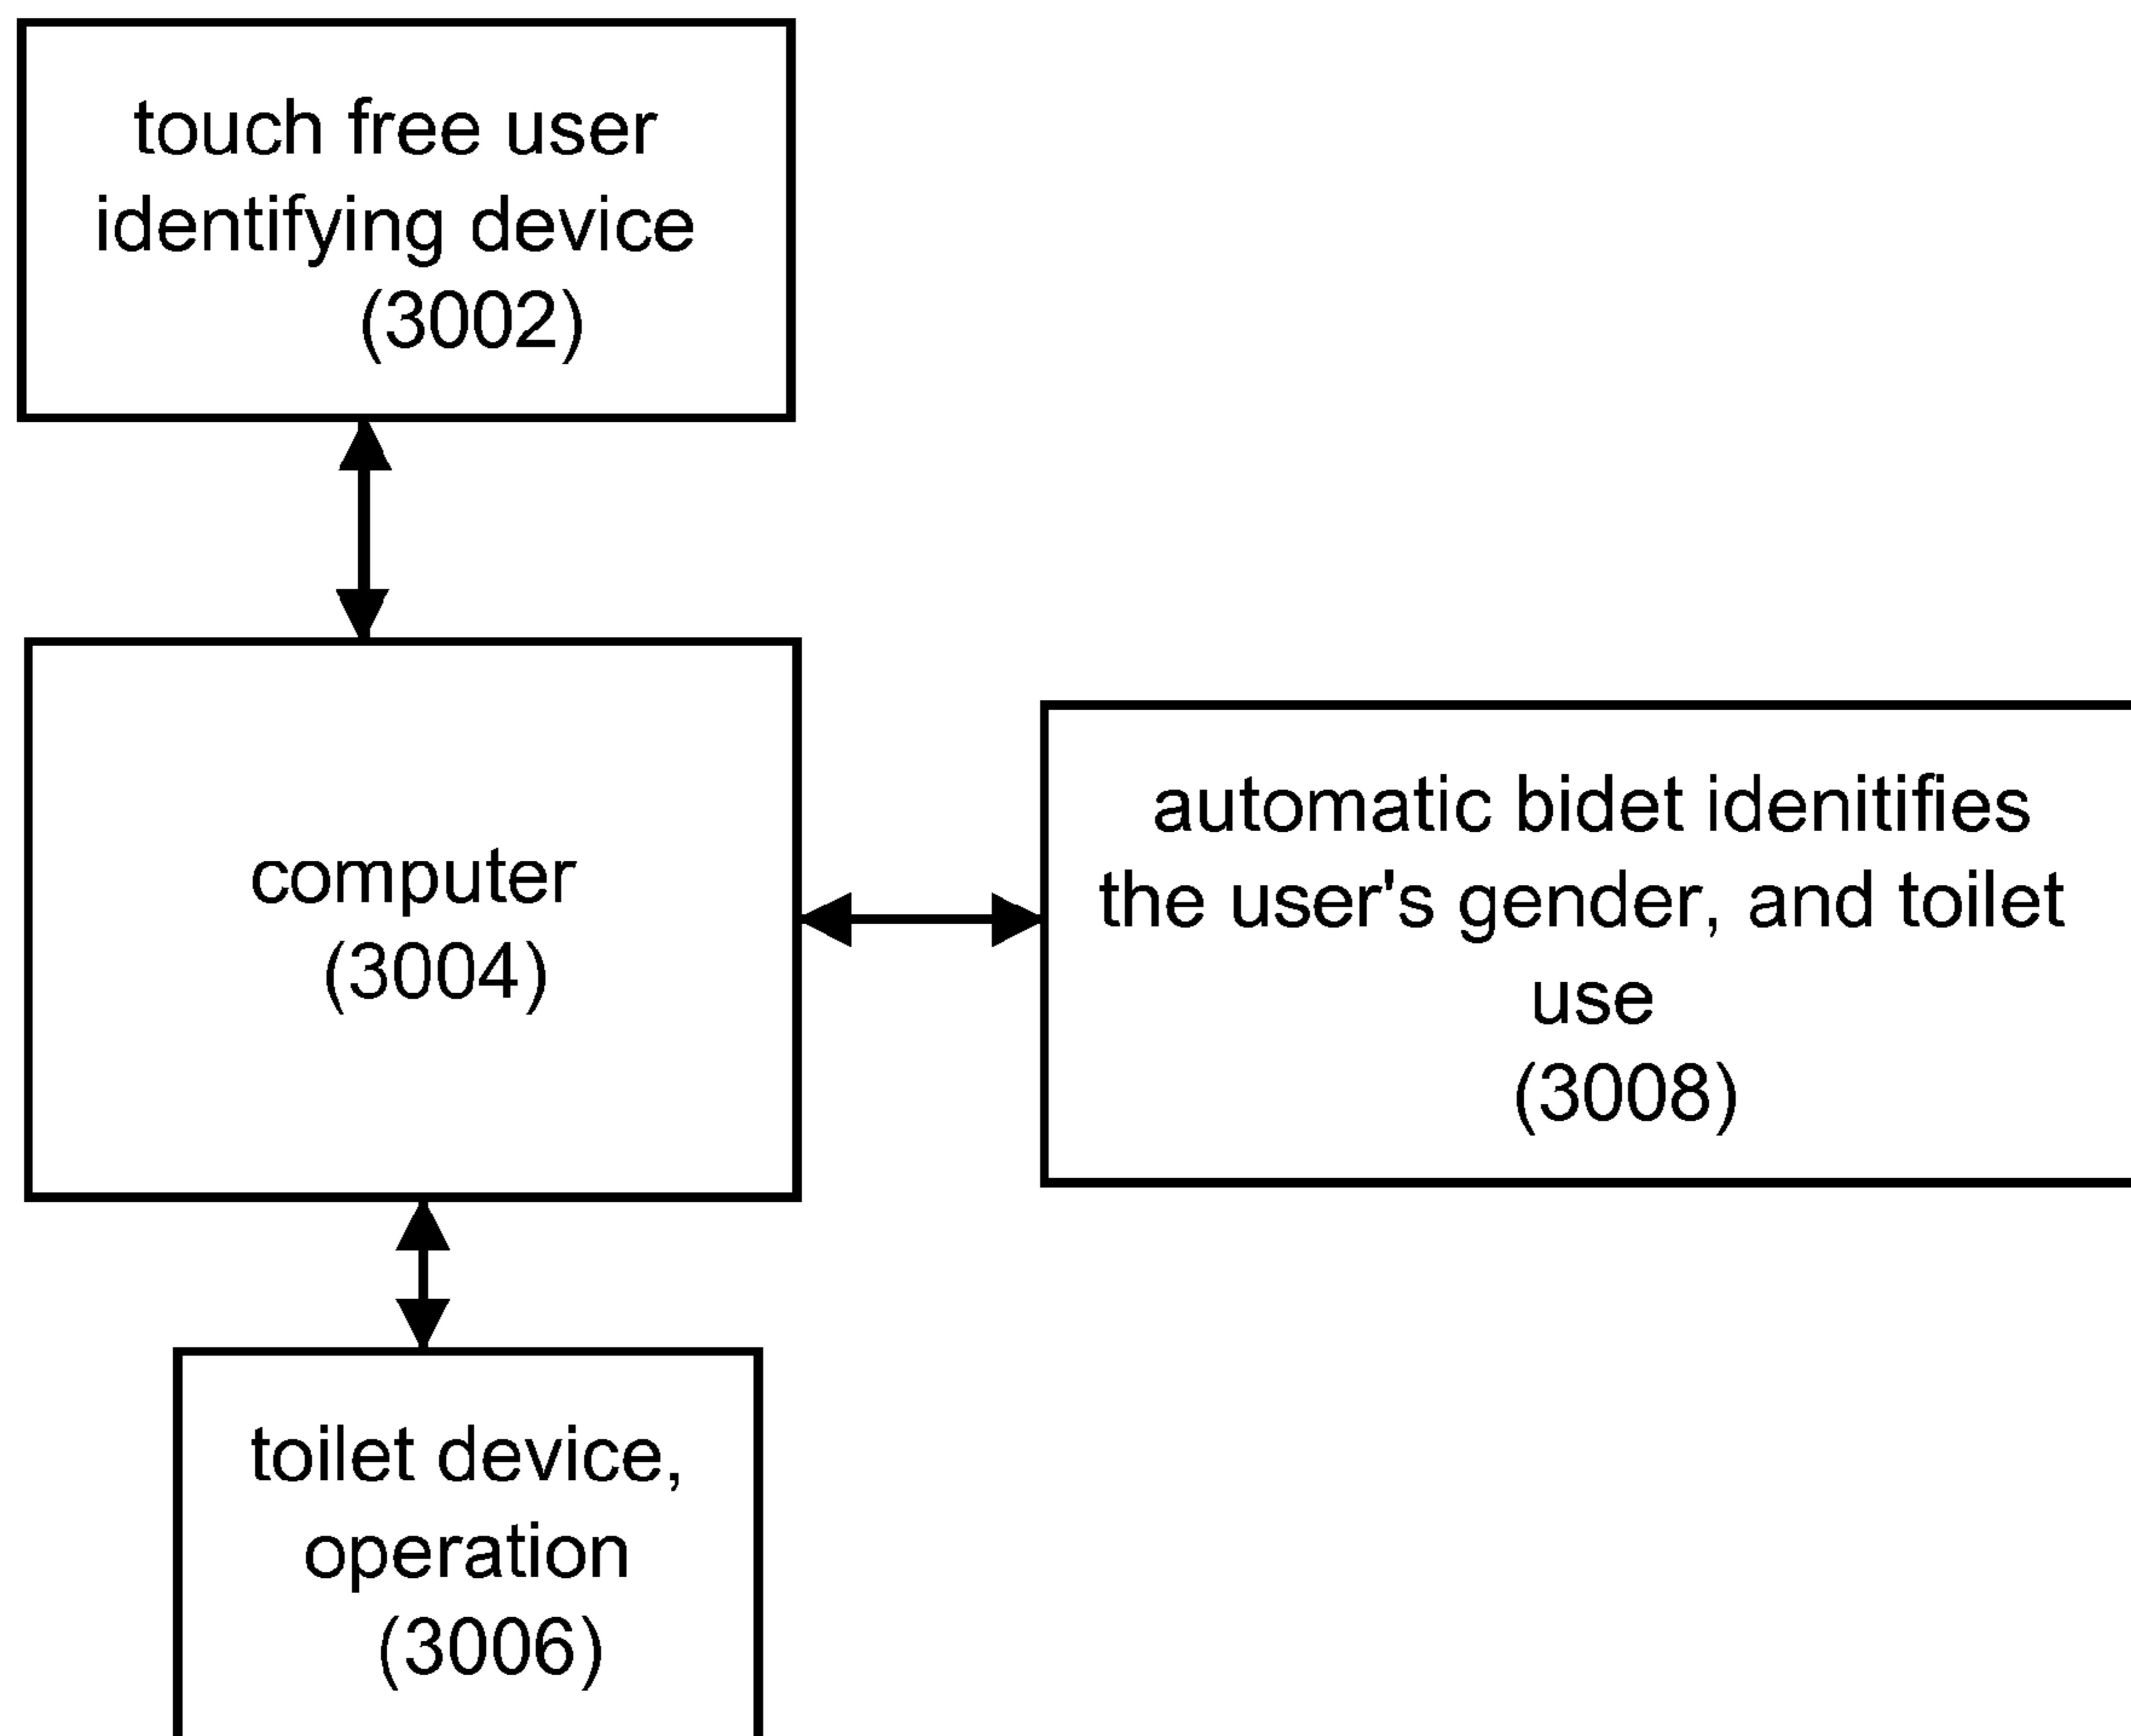 touch free user
identifying device
(3002)
computer
(3004)
automatic bidet idenitifies
the user's gender, and toilet
use
(3008)
toilet device,
operation
(3006)